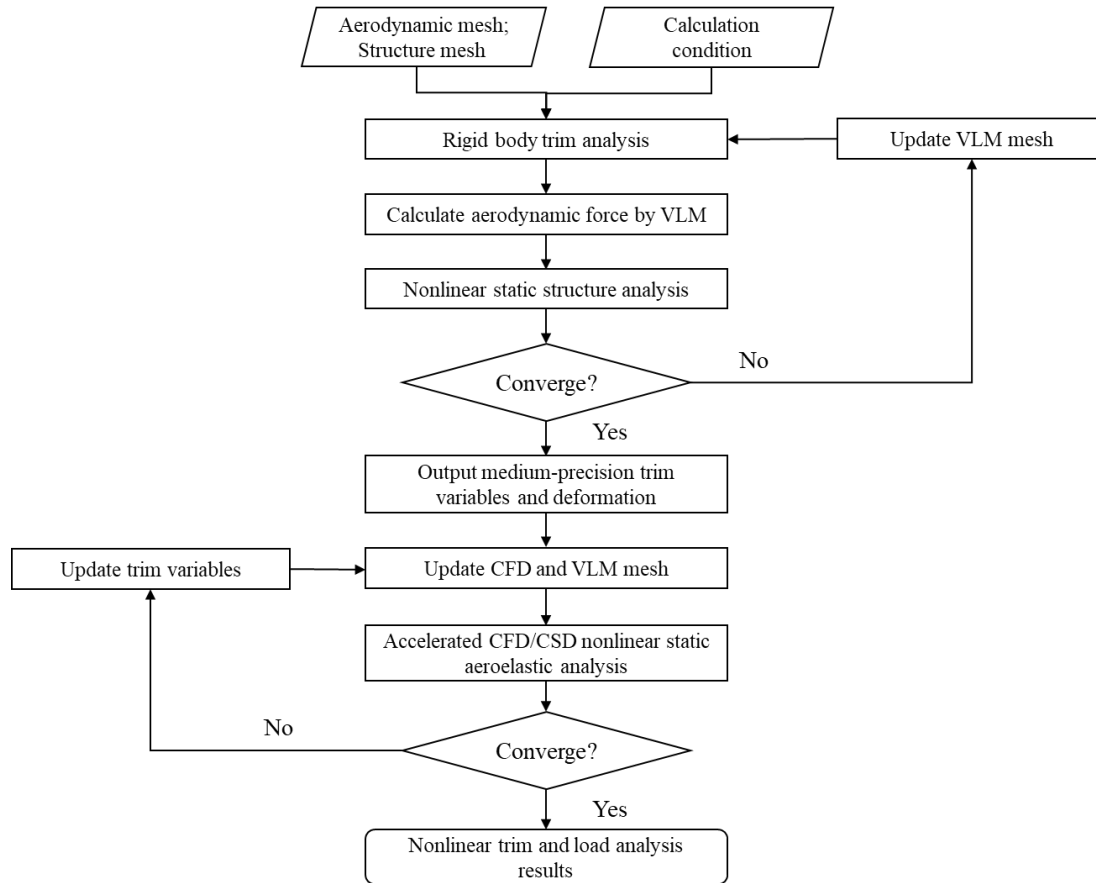 Aerodynamic mesh;
Structure mesh
Calculation
condition
Rigid body trim analysis
Update VLM mesh
Calculate aerodynamic force by VLM
Nonlinear static structure analysis
Converge?
No
Yes
Output medium-precision trim
variables and deformation
Update trim variables
Update CFD and VLM mesh
Accelerated CFD/CSD nonlinear static
aeroelastic analysis
No
Converge?
Yes
Nonlinear trim and load analysis
results